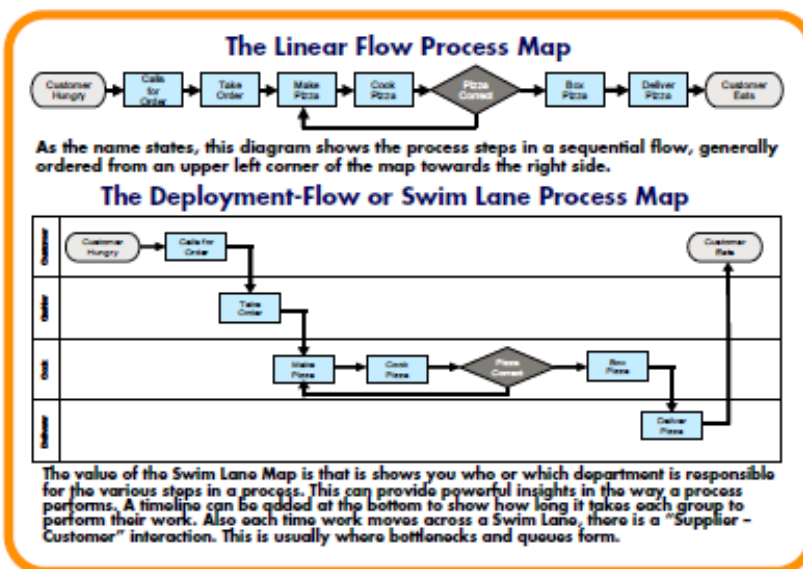 The Linear Flow Process Map
Customer
Hungry
Calls
for
Order
Take
Order
Make
Pizza
Cook
Pizza
Pizza
Correct
Box
Pizza
Deliver
Pizza
Customer
Eats
As the name states, this diagram shows the process steps in a sequential flow, generally
ordered from an upper left corner of the map towards the right side.
The Deployment-Flow or Swim Lane Process Map
Customer
Customer
Hungry
Calls for
Order
Customer
Eats
Take
Order
Cook
Make
Pizza
Cook
Pizza
Pizza
Correct
Box
Pizza
Deliverer
Deliver
Pizza
The value of the Swim Lane Map is that is shows you who or which department is responsible
for the various steps in a process. This can provide powerful insights in the way a process
performs. A timeline can be added at the bottom to show how long it takes each group to
perform their work. Also each time work moves across a Swim Lane, there is a "Supplier –
Customer" interaction. This is usually where bottlenecks and queues form.